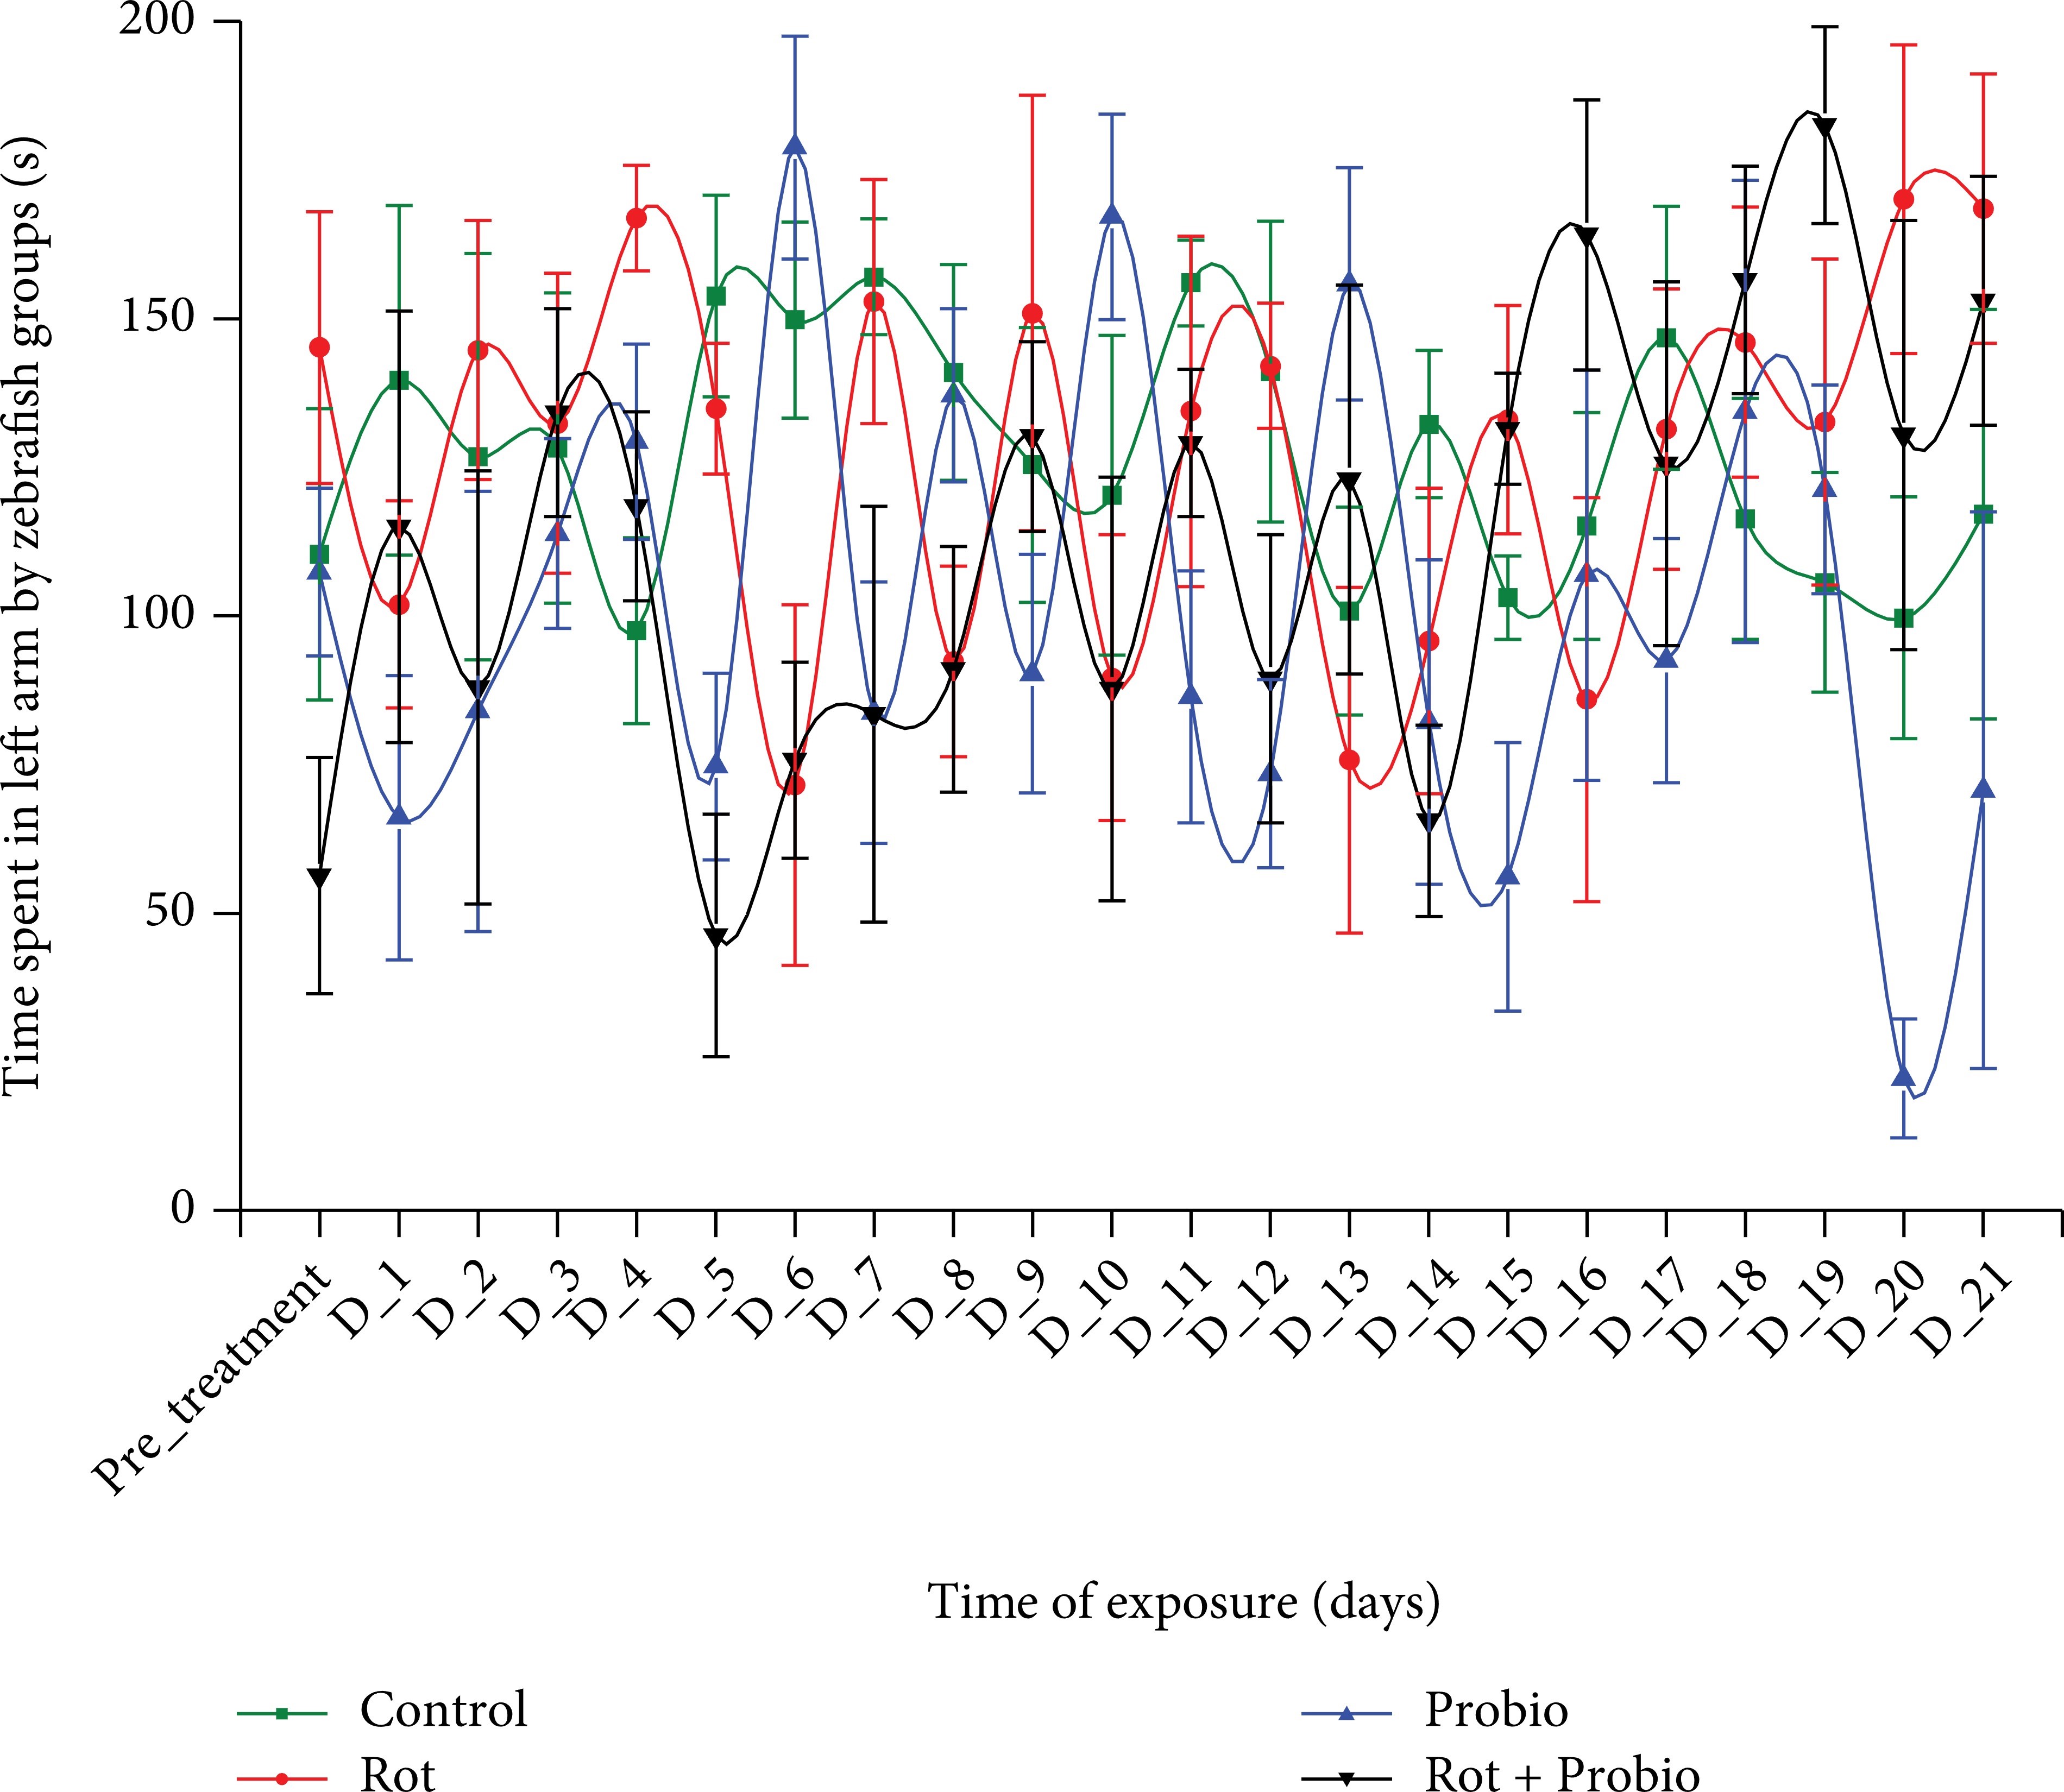 Time spent in left arm by zebrafish groups (s)
200
150
100
50
0
Pre_treatment
D_1
D_2
D_3
D_4
D_5
D_6
D_7
D_8
D_9
D_10
D_11
D_12
D_13
D_14
D_15
D_16
D_17
D_18
D_19
D_20
D_21
Time of exposure (days)
Control
Rot
Probio
Rot + Probio